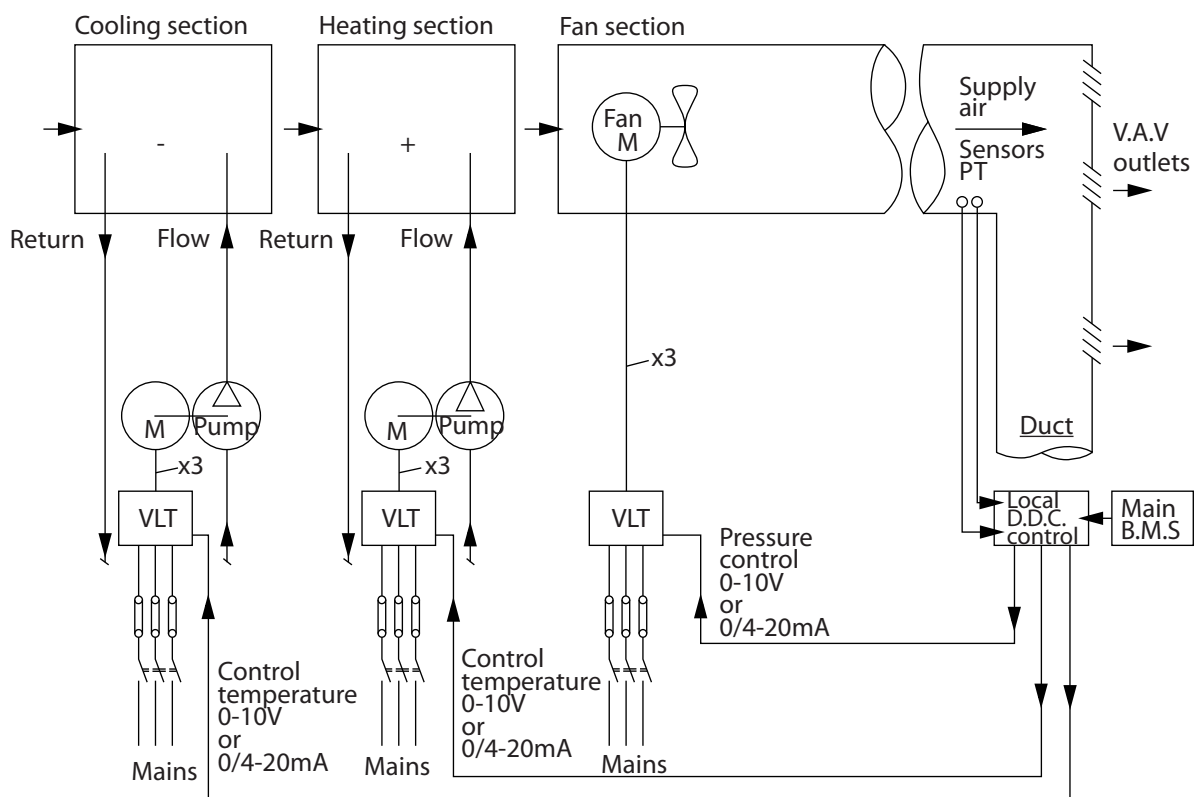 Cooling section
Heating section
Fan section
-
+
Fan
M
Supply
air
Sensors
PT
V.A.V
outlets
Return
Flow
Return
Flow
x3
M
Pump
x3
M
Pump
x3
Duct
VLT
VLT
VLT
Local
D.D.C.
control
Main
B.M.S
Pressure
control
0-10V
or
0/4-20mA
Control
temperature
0-10V
or
0/4-20mA
Control
temperature
0-10V
or
0/4-20mA
Mains
Mains
Mains